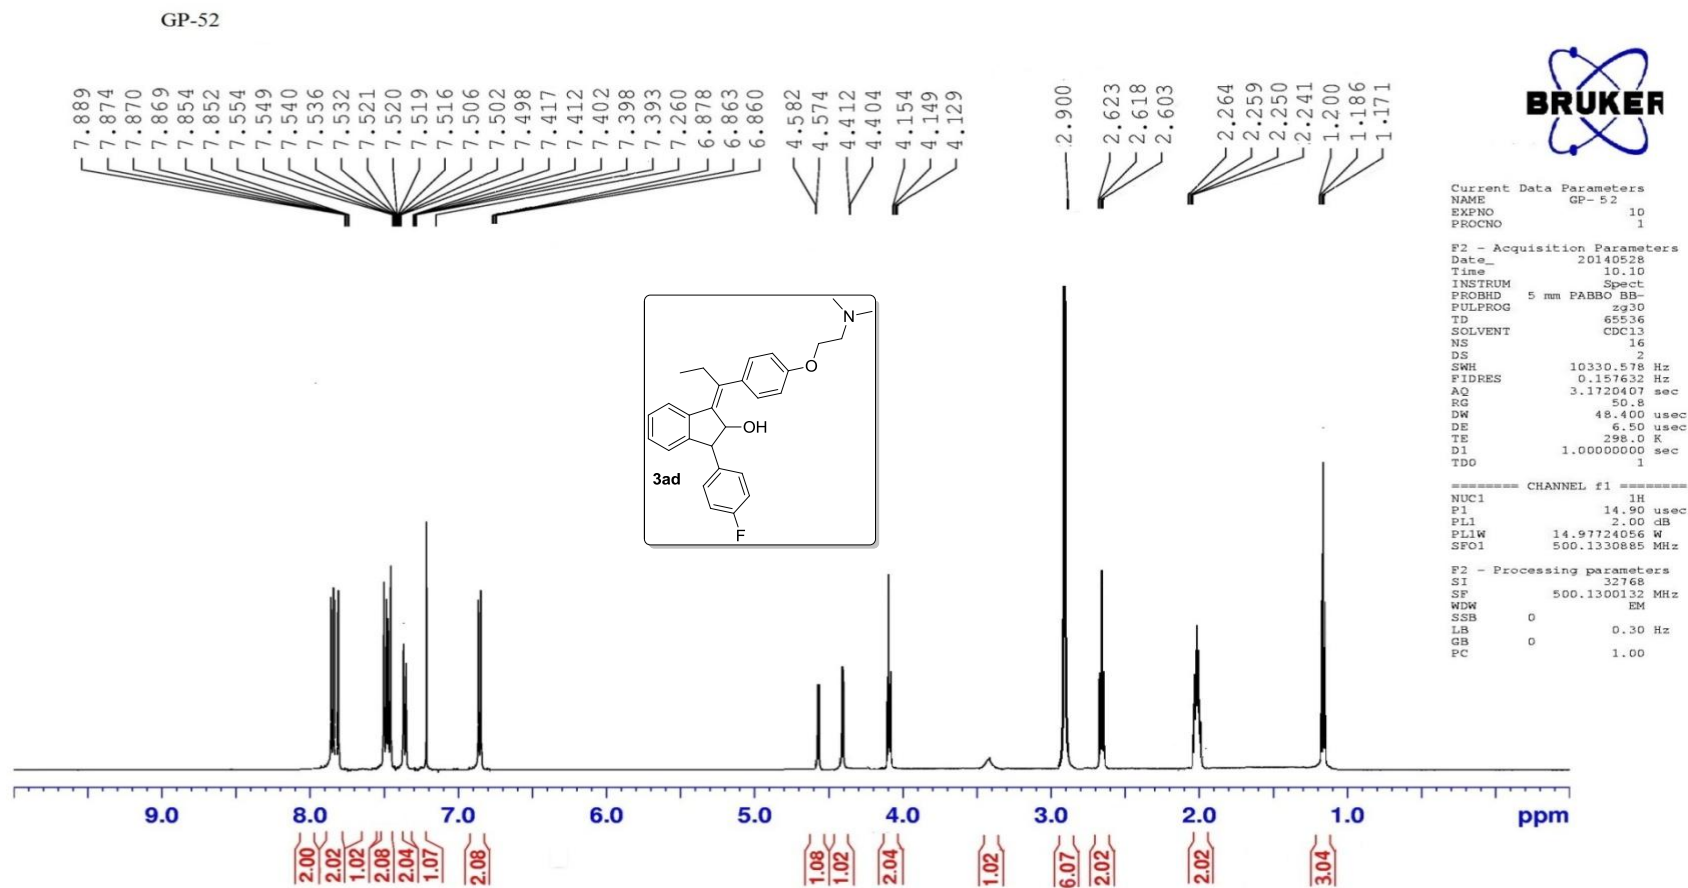 GP-52
7.889
7.874
7.870
7.869
7.854
7.852
7.554
7.549
7.540
7.536
7.532
7.521
7.520
7.519
7.516
7.506
7.502
7.498
7.417
7.412
7.402
7.398
7.393
7.260
6.878
6.863
6.860
4.582
4.574
4.412
4.404
4.154
4.149
4.129
2.900
2.623
2.618
2.603
2.264
2.259
2.250
2.241
1.200
1.186
1.171
BRUKER
Current Data Parameters
NAME GP- 52
EXPNO 10
PROCNO 1
F2 - Acquisition Parameters
Date_ 20140528
Time 10.10
INSTRUM Spect
PROBHD 5 mm PABBO BB-
PULPROG zg30
TD 65536
SOLVENT CDC13
NS 16
DS 2
SWH 10330.578 Hz
FIDRES 0.157632 Hz
AQ 3.1720407 sec
RG 50.8
DW 48.400 usec
DE 6.50 usec
TE 298.0 K
D1 1.00000000 sec
TD0 1
======== CHANNEL f1 ========
NUC1 1H
P1 14.90 usec
PL1 2.00 dB
PL1W 14.97724056 W
SFO1 500.1330885 MHz
F2 - Processing parameters
SI 32768
SF 500.1300132 MHz
WDW EM
SSB 0
LB 0.30 Hz
GB 0
PC 1.00
N
O
OH
3ad
F
9.0 8.0 7.0 6.0 5.0 4.0 3.0 2.0 1.0 ppm
2.00
2.02
1.02
2.08
2.04
1.07
2.08
1.08
1.02
2.04
1.02
6.07
2.02
2.02
3.04